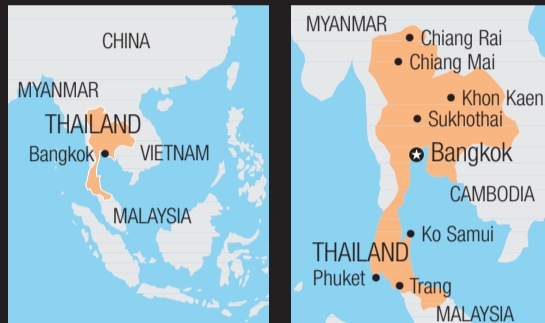 CHINA
MYANMAR
THAILAND
Bangkok
VIETNAM
MALAYSIA
MYANMAR
Chiang Rai
Chiang Mai
Khon Kaen
Sukhothai
Bangkok
CAMBODIA
Ko Samui
THAILAND
Phuket
Trang
MALAYSIA